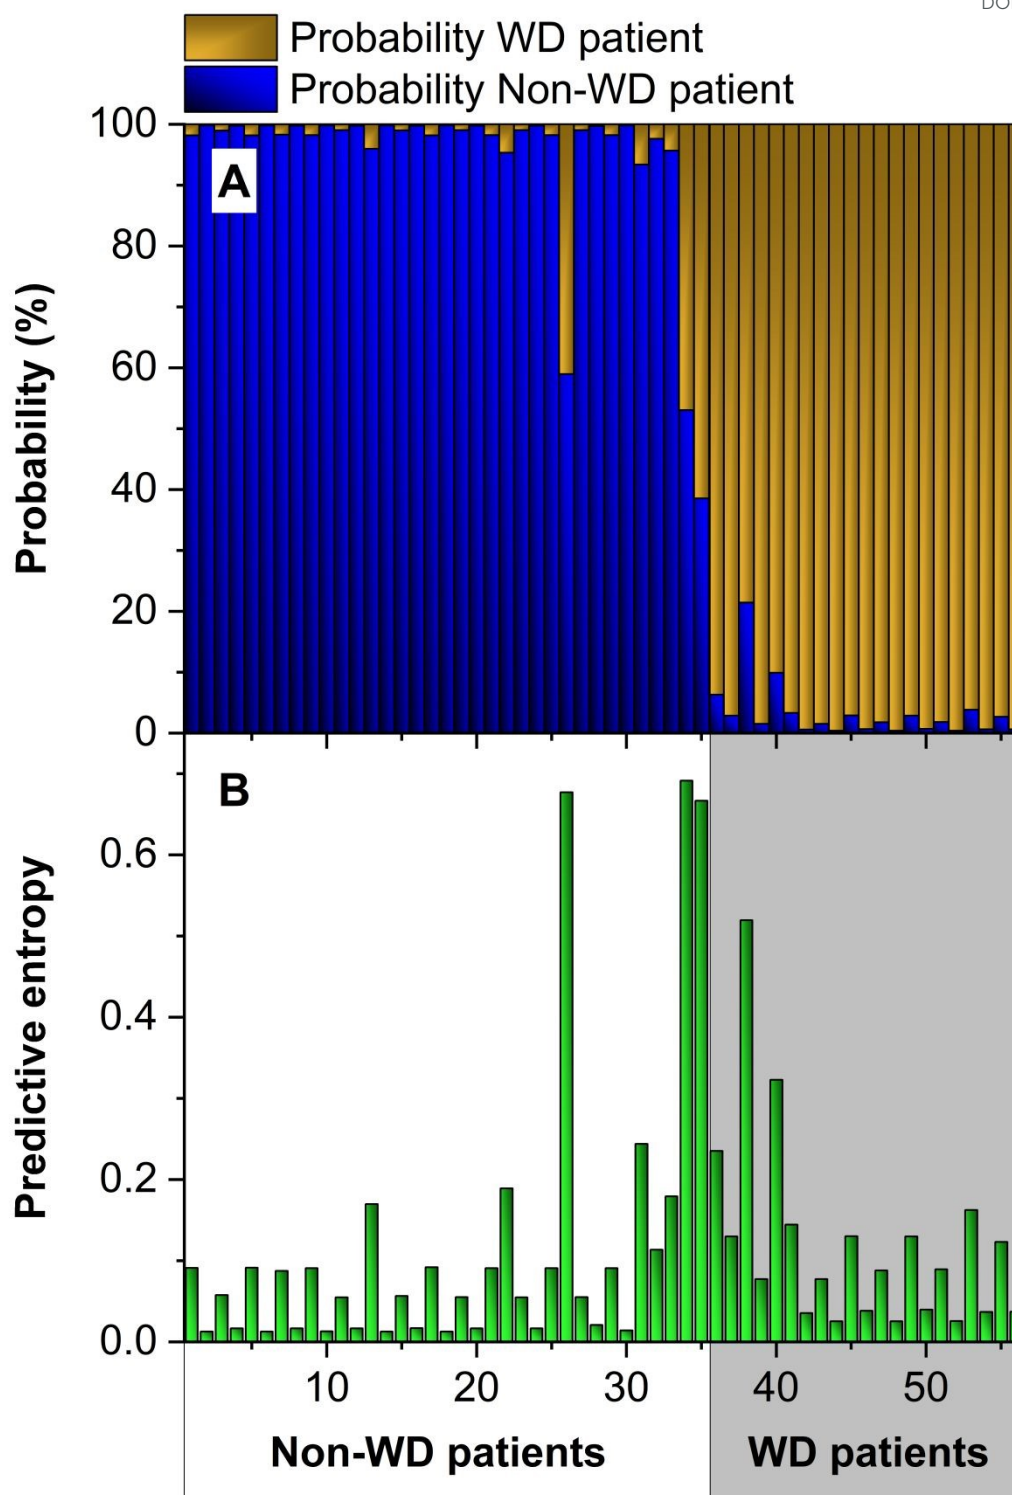 DO
Probability WD patient
Probability Non-WD patient
A
100
80
60
40
20
0
Probability (%)
B
0.6
0.4
0.2
0.0
Predictive entropy
10 20 30 40 50
Non-WD patients WD patients